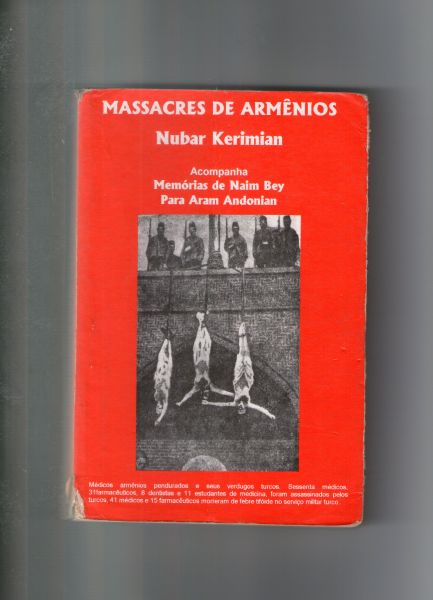 MASSACRES DE ARMÊNIOS
Nubar Kerimian
Acompanha
Memórias de Naim Bey
Para Aram Andonian
Médicos armênios pendurados e seus verdugos turcos. Sessenta médicos,
31farmacêuticos, 8 dentistas e 11 estudantes de medicina, foram assassinados pelos
turcos, 41 médicos e 15 farmacêuticos morreram de febre tifóide no serviço militar turco.